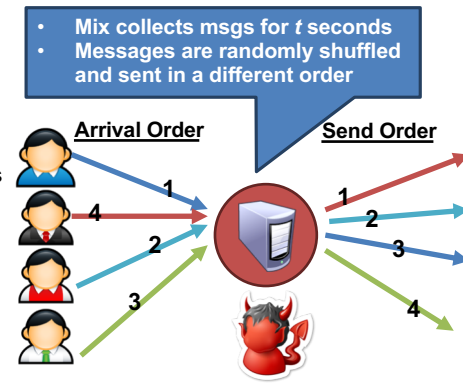 • Mix collects msgs for t seconds
• Messages are randomly shuffled
and sent in a different order
Arrival Order
Send Order
s
1
4
2
3
1
2
3
4